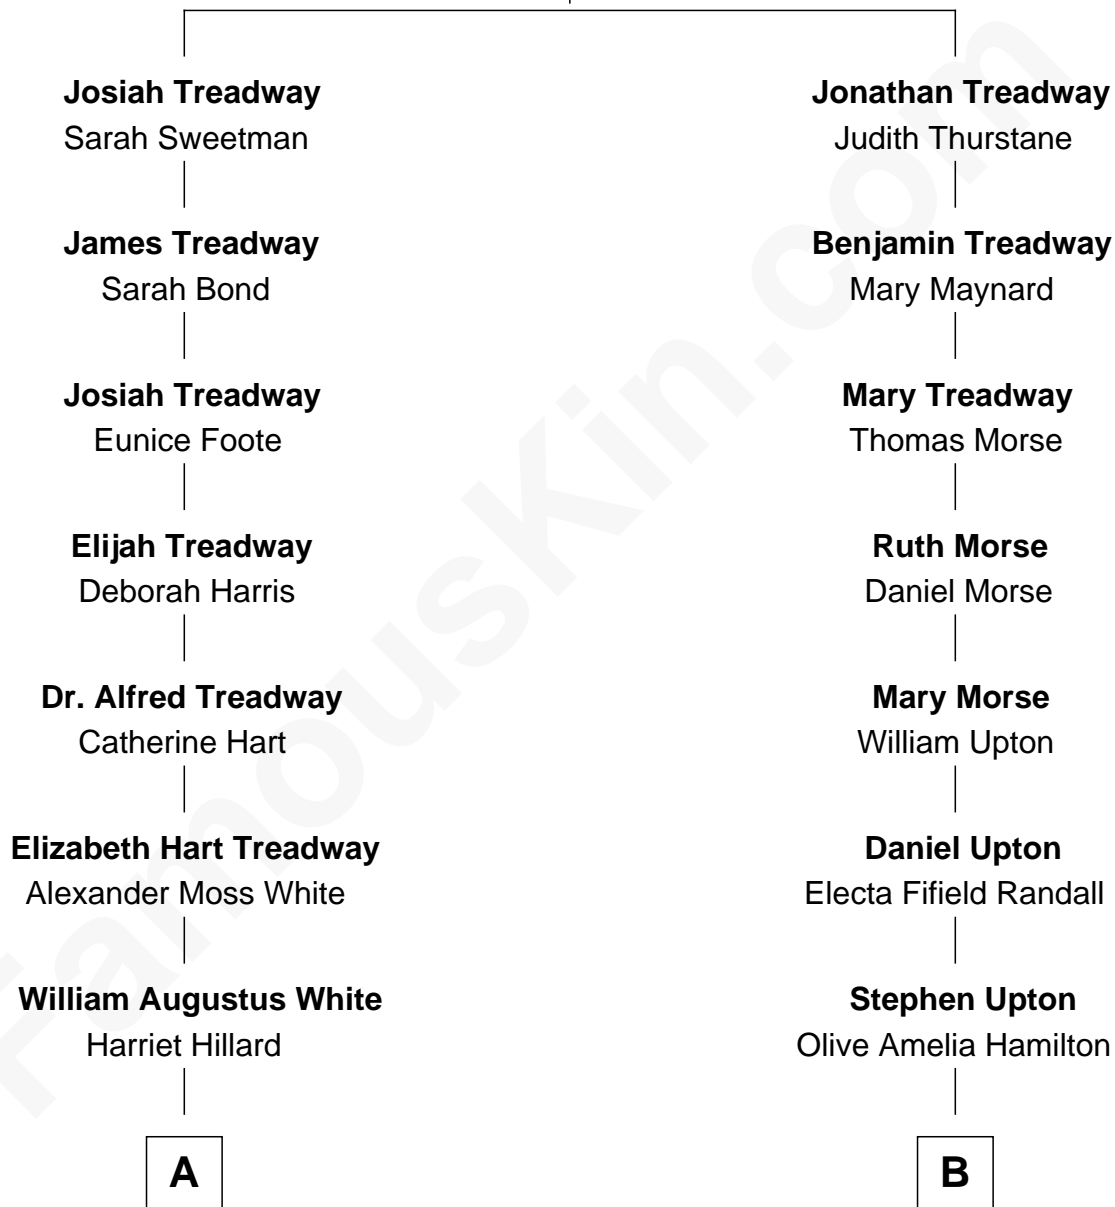 Josiah Treadway
Sarah Sweetman
James Treadway
Sarah Bond
Josiah Treadway
Eunice Foote
Elijah Treadway
Deborah Harris
Dr. Alfred Treadway
Catherine Hart
Elizabeth Hart Treadway
Alexander Moss White
William Augustus White
Harriet Hillard
A
Jonathan Treadway
Judith Thurstane
Benjamin Treadway
Mary Maynard
Mary Treadway
Thomas Morse
Ruth Morse
Daniel Morse
Mary Morse
William Upton
Daniel Upton
Electa Fifield Randall
Stephen Upton
Olive Amelia Hamilton
B
FamousKin.com